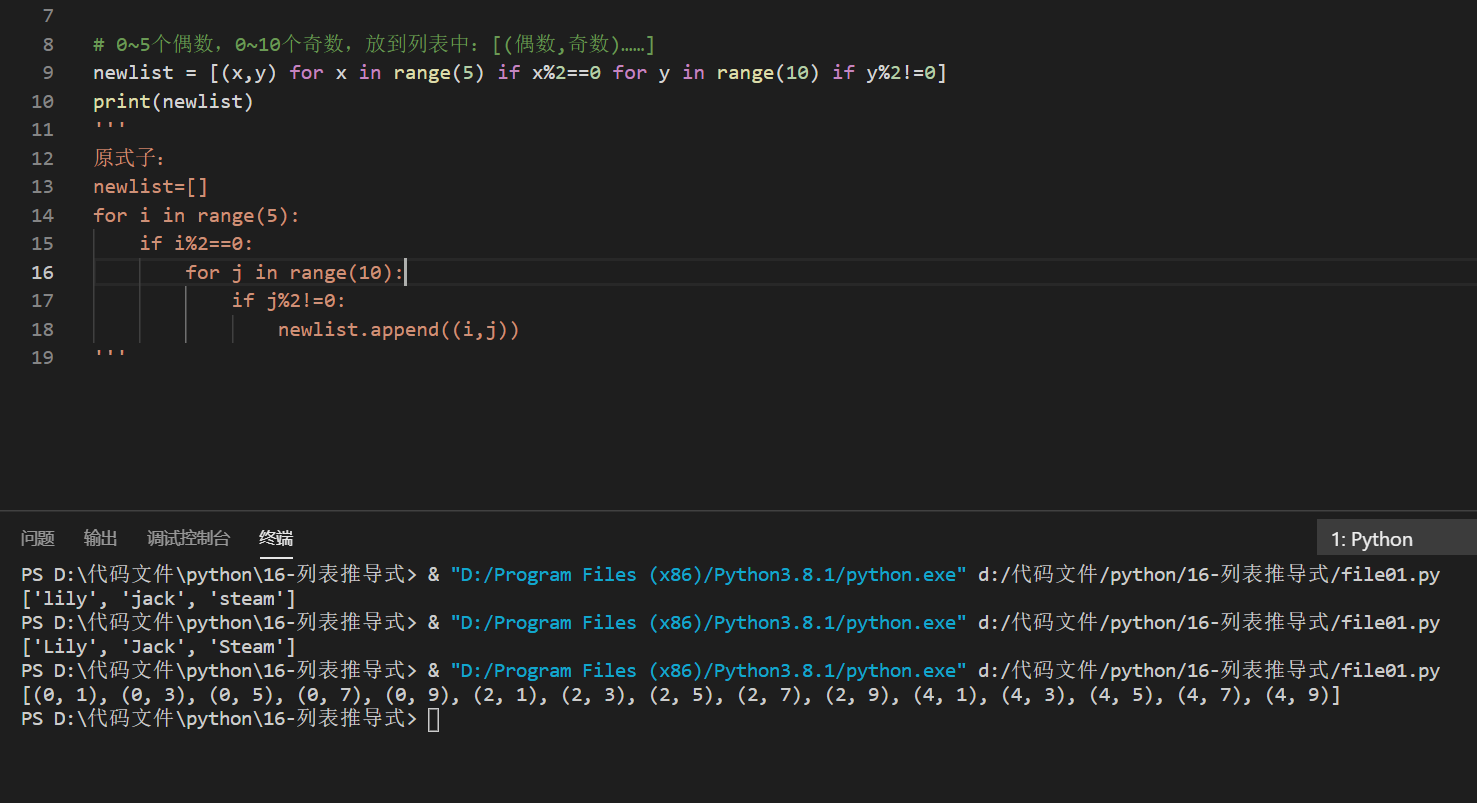 7
8 # 0~5个偶数，0~10个奇数，放到列表中：[(偶数,奇数)……]
9 newlist = [(x,y) for x in range(5) if x%2==0 for y in range(10) if y%2!=0]
10 print(newlist)
11 '''
12 原式子：
13 newlist=[]
14 for i in range(5):
15     if i%2==0:
16         for j in range(10):
17             if j%2!=0:
18                 newlist.append((i,j))
19 '''
问题 输出 调试控制台 终端 1: Python
PS D:\代码文件\python\16-列表推导式> & "D:/Program Files (x86)/Python3.8.1/python.exe" d:/代码文件/python/16-列表推导式/file01.py
['lily', 'jack', 'steam']
PS D:\代码文件\python\16-列表推导式> & "D:/Program Files (x86)/Python3.8.1/python.exe" d:/代码文件/python/16-列表推导式/file01.py
['Lily', 'Jack', 'Steam']
PS D:\代码文件\python\16-列表推导式> & "D:/Program Files (x86)/Python3.8.1/python.exe" d:/代码文件/python/16-列表推导式/file01.py
[(0, 1), (0, 3), (0, 5), (0, 7), (0, 9), (2, 1), (2, 3), (2, 5), (2, 7), (2, 9), (4, 1), (4, 3), (4, 5), (4, 7), (4, 9)]
PS D:\代码文件\python\16-列表推导式>